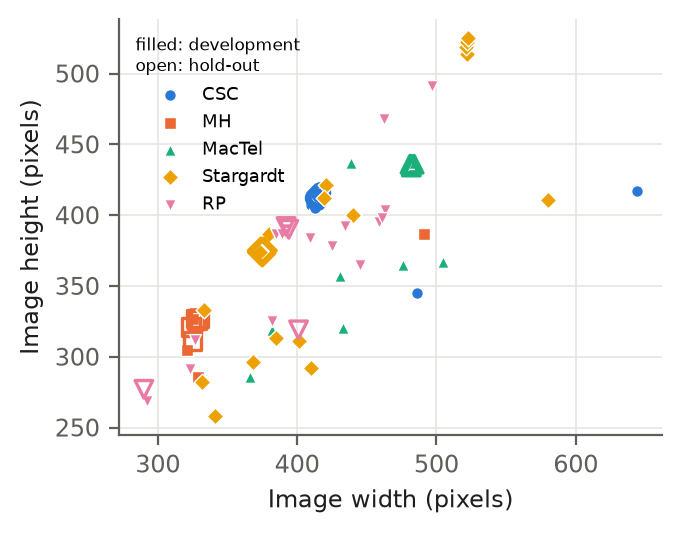 filled: development
open: hold-out
CSC
MH
MacTel
Stargardt
RP
500
450
400
350
300
250
300 400 500 600
Image width (pixels)
Image height (pixels)